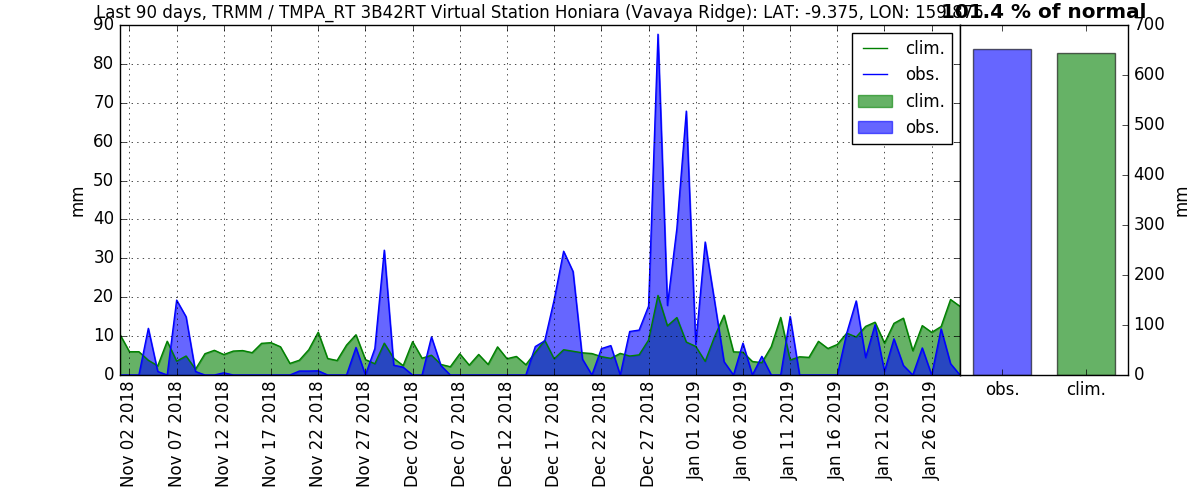 Last 90 days, TRMM / TMPA_RT 3B42RT Virtual Station Honiara (Vavaya Ridge): LAT: -9.375, LON: 159.875
101.4 % of normal
90
80
70
60
50
40
30
20
10
0
mm
clim.
obs.
clim.
obs.
700
600
500
400
300
200
100
0
mm
obs.
clim.
Nov 02 2018
Nov 07 2018
Nov 12 2018
Nov 17 2018
Nov 22 2018
Nov 27 2018
Dec 02 2018
Dec 07 2018
Dec 12 2018
Dec 17 2018
Dec 22 2018
Dec 27 2018
Jan 01 2019
Jan 06 2019
Jan 11 2019
Jan 16 2019
Jan 21 2019
Jan 26 2019